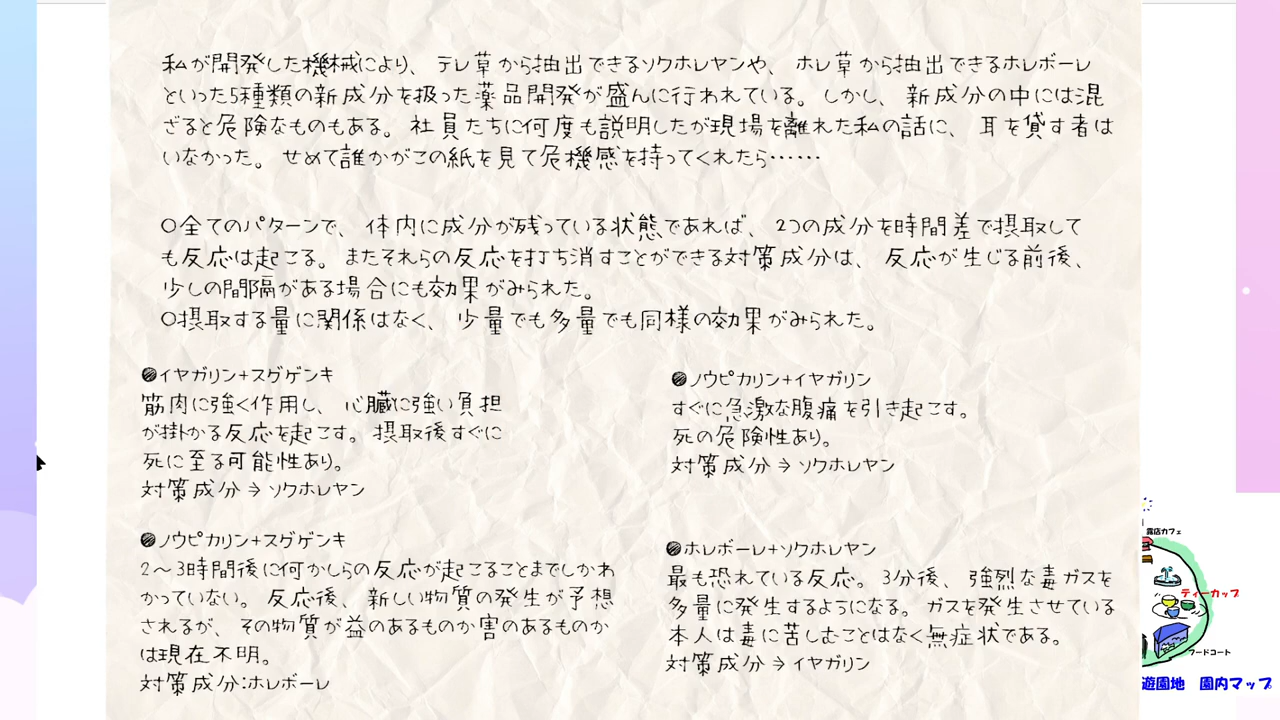 私が開発した機械により、テレ草から抽出できるソクホレヤンや、ホレ草から抽出できるホレボーレ
といった5種類の新成分を扱った薬品開発が盛んに行われている。しかし、新成分の中には混
ざると危険なものもある。社員たちに何度も説明したが現場を離れた私の話に、耳を貸す者は
いなかった。せめて誰かがこの紙を見て危機感を持ってくれたら……
○全てのパターンで、体内に成分が残っている状態であれば、2つの成分を時間差で摂取して
も反応は起こる。またそれらの反応を打ち消すことができる対策成分は、反応が生じる前後、
少しの間隔がある場合にも効果がみられた。
○摂取する量に関係はなく、少量でも多量でも同様の効果がみられた。
●イヤガリン+スグゲンキ
筋肉に強く作用し、心臓に強い負担
が掛かる反応を起こす。摂取後すぐに
死に至る可能性あり。
対策成分→ソクホレヤン
●ノウピカリン+イヤガリン
すぐに急激な腹痛を引き起こす。
死の危険性あり。
対策成分→ソクホレヤン
●ノウピカリン+スグゲンキ
2〜3時間後に何かしらの反応が起こることまでしかわ
かっていない。反応後、新しい物質の発生が予想
されるが、その物質が益のあるものか害のあるものか
は現在不明。
対策成分:ホレボーレ
●ホレボーレ+ソクホレヤン
最も恐れている反応。3分後、強烈な毒ガスを
多量に発生するようになる。ガスを発生させている
本人は毒に苦しむことはなく無症状である。
対策成分→イヤガリン
露店カフェ
ティーカップ
フードコート
遊園地 園内マップ